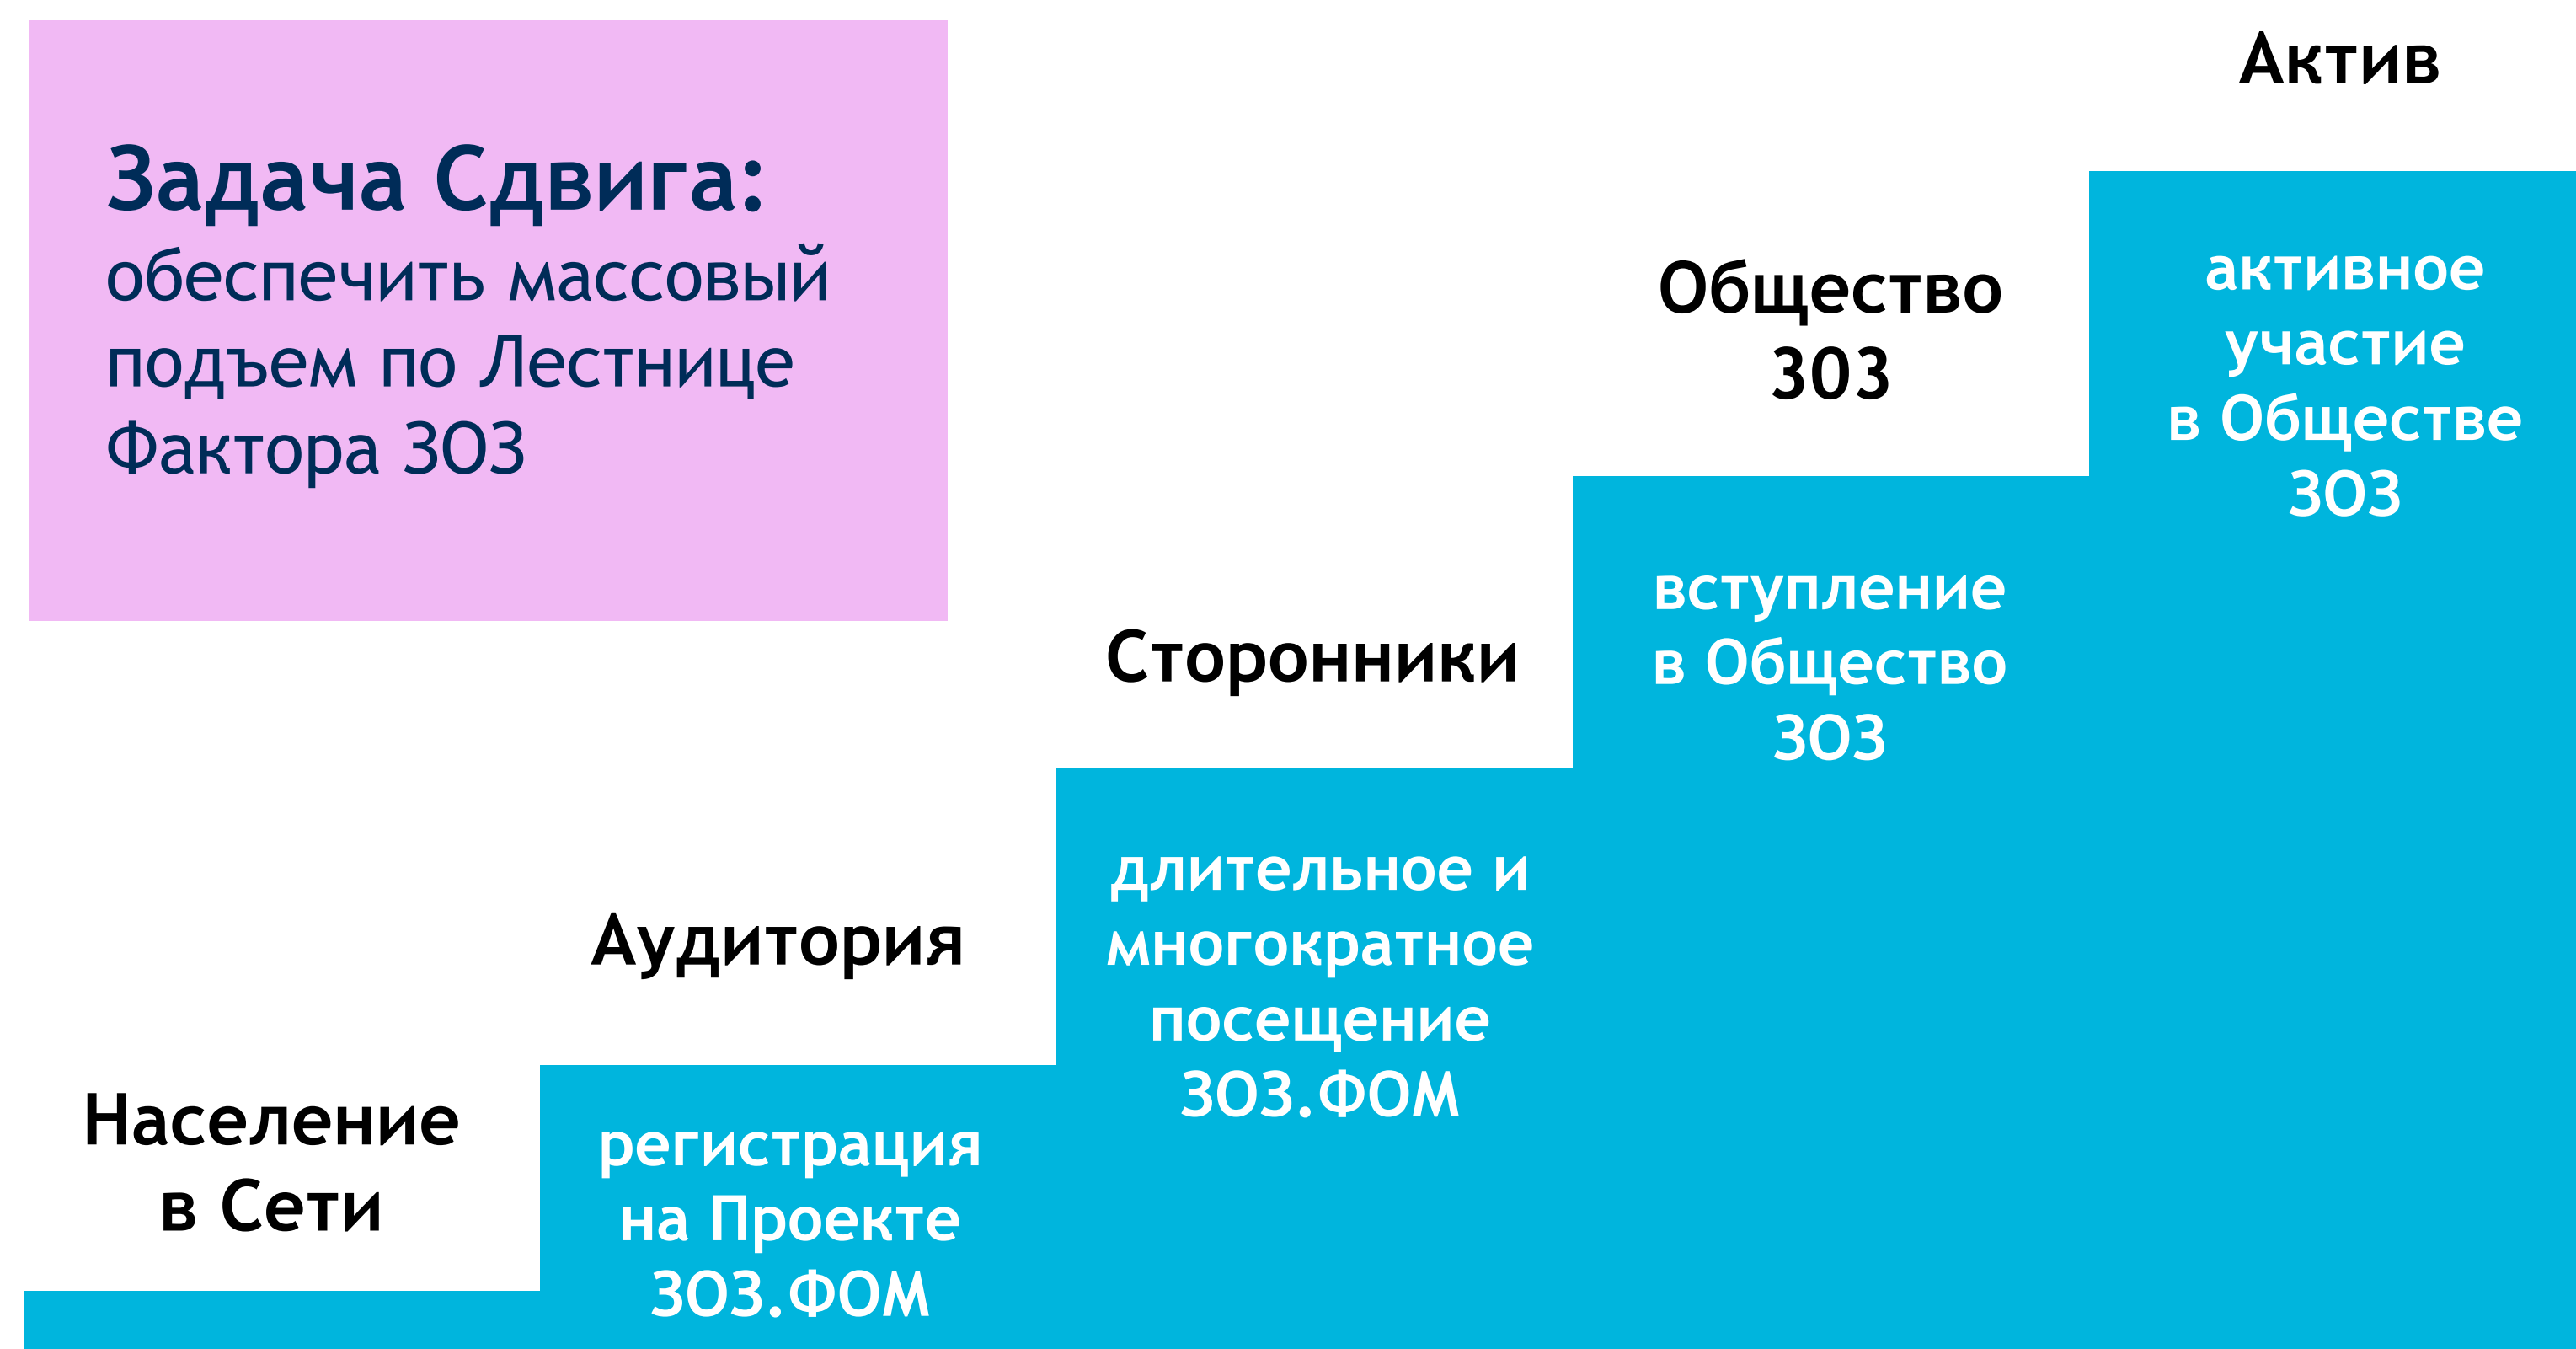 Задача Сдвига:
обеспечить массовый
подъем по Лестнице
Фактора ЗОЗ
Население
в Сети
Аудитория
регистрация
на Проекте
ЗОЗ.ФОМ
Сторонники
длительное и
многократное
посещение
ЗОЗ.ФОМ
Общество
ЗОЗ
вступление
в Общество
ЗОЗ
Актив
активное
участие
в Обществе
ЗОЗ